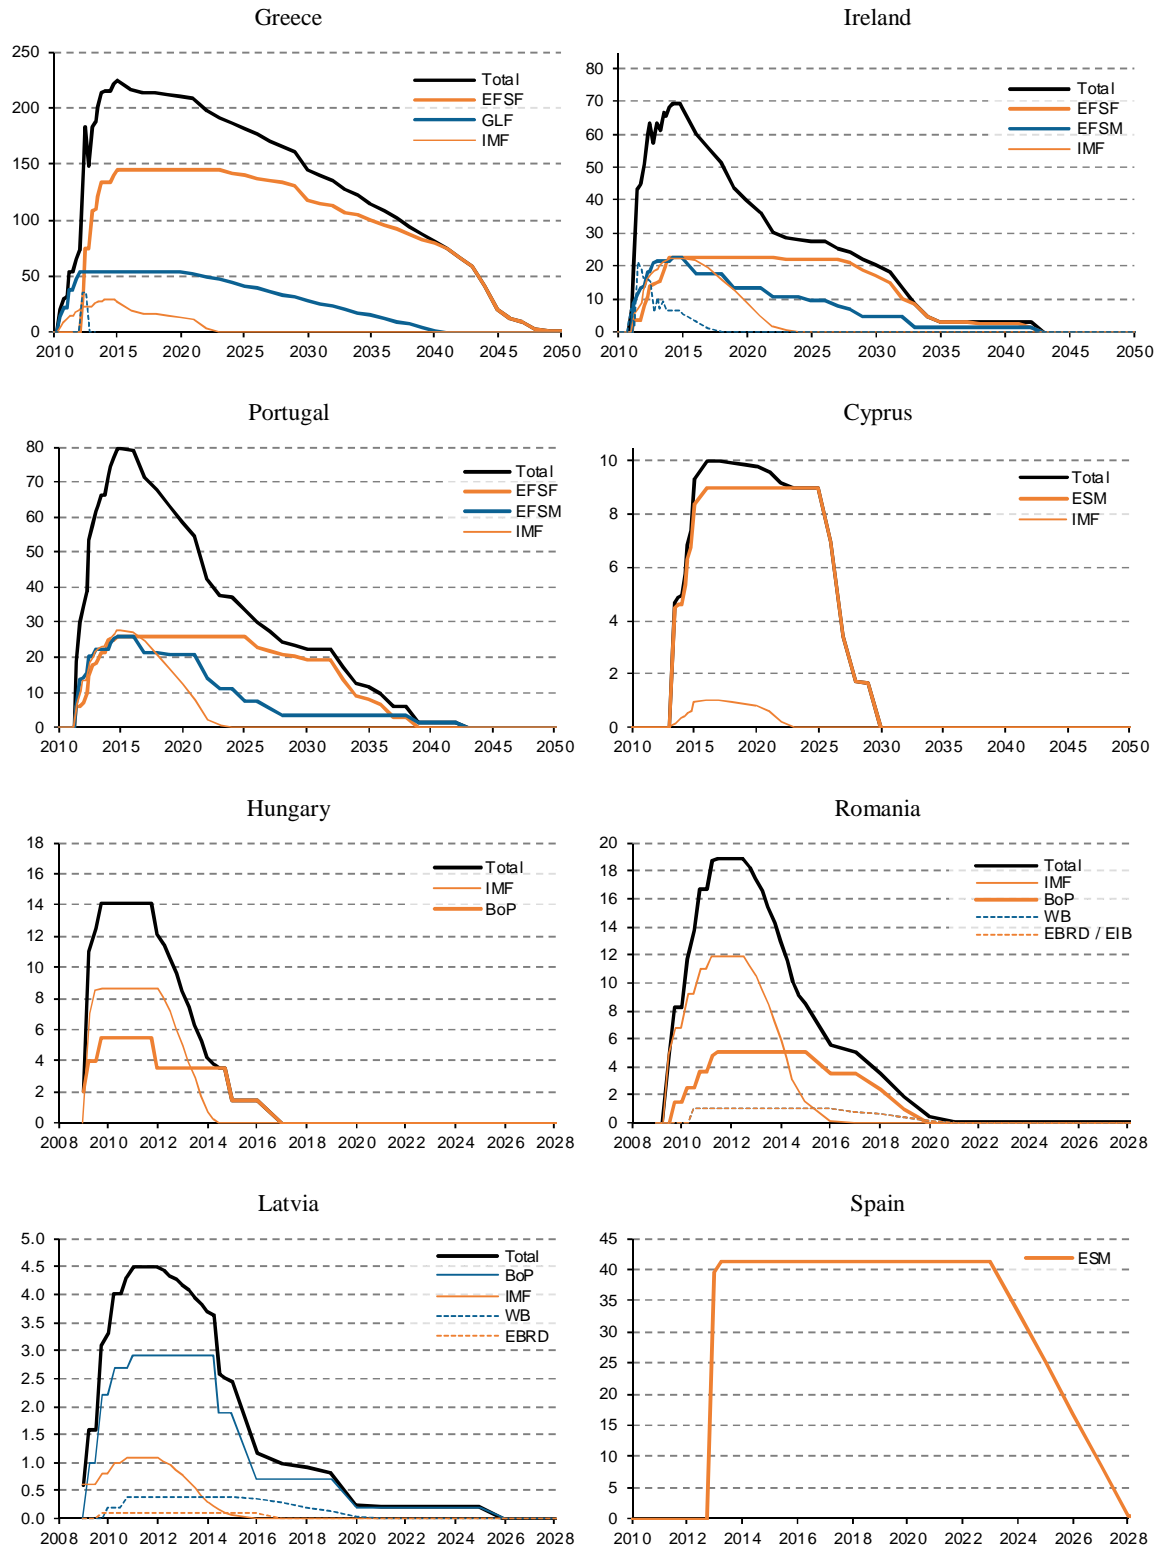 Greece
250
200
150
100
50
0
2010 2015 2020 2025 2030 2035 2040 2045 2050
Total
EFSF
GLF
IMF
Ireland
80
70
60
50
40
30
20
10
0
2010 2015 2020 2025 2030 2035 2040 2045 2050
Total
EFSF
EFSM
IMF
Portugal
80
70
60
50
40
30
20
10
0
2010 2015 2020 2025 2030 2035 2040 2045 2050
Total
EFSF
EFSM
IMF
Cyprus
10
8
6
4
2
0
2010 2015 2020 2025 2030 2035 2040 2045 2050
Total
ESM
IMF
Hungary
18
16
14
12
10
8
6
4
2
0
2008 2010 2012 2014 2016 2018 2020 2022 2024 2026 2028
Total
IMF
BoP
Romania
20
18
16
14
12
10
8
6
4
2
0
2008 2010 2012 2014 2016 2018 2020 2022 2024 2026 2028
Total
IMF
BoP
WB
EBRD / EIB
Latvia
5.0
4.5
4.0
3.5
3.0
2.5
2.0
1.5
1.0
0.5
0.0
2008 2010 2012 2014 2016 2018 2020 2022 2024 2026 2028
Total
BoP
IMF
WB
EBRD
Spain
45
40
35
30
25
20
15
10
5
0
2010 2012 2014 2016 2018 2020 2022 2024 2026 2028
ESM